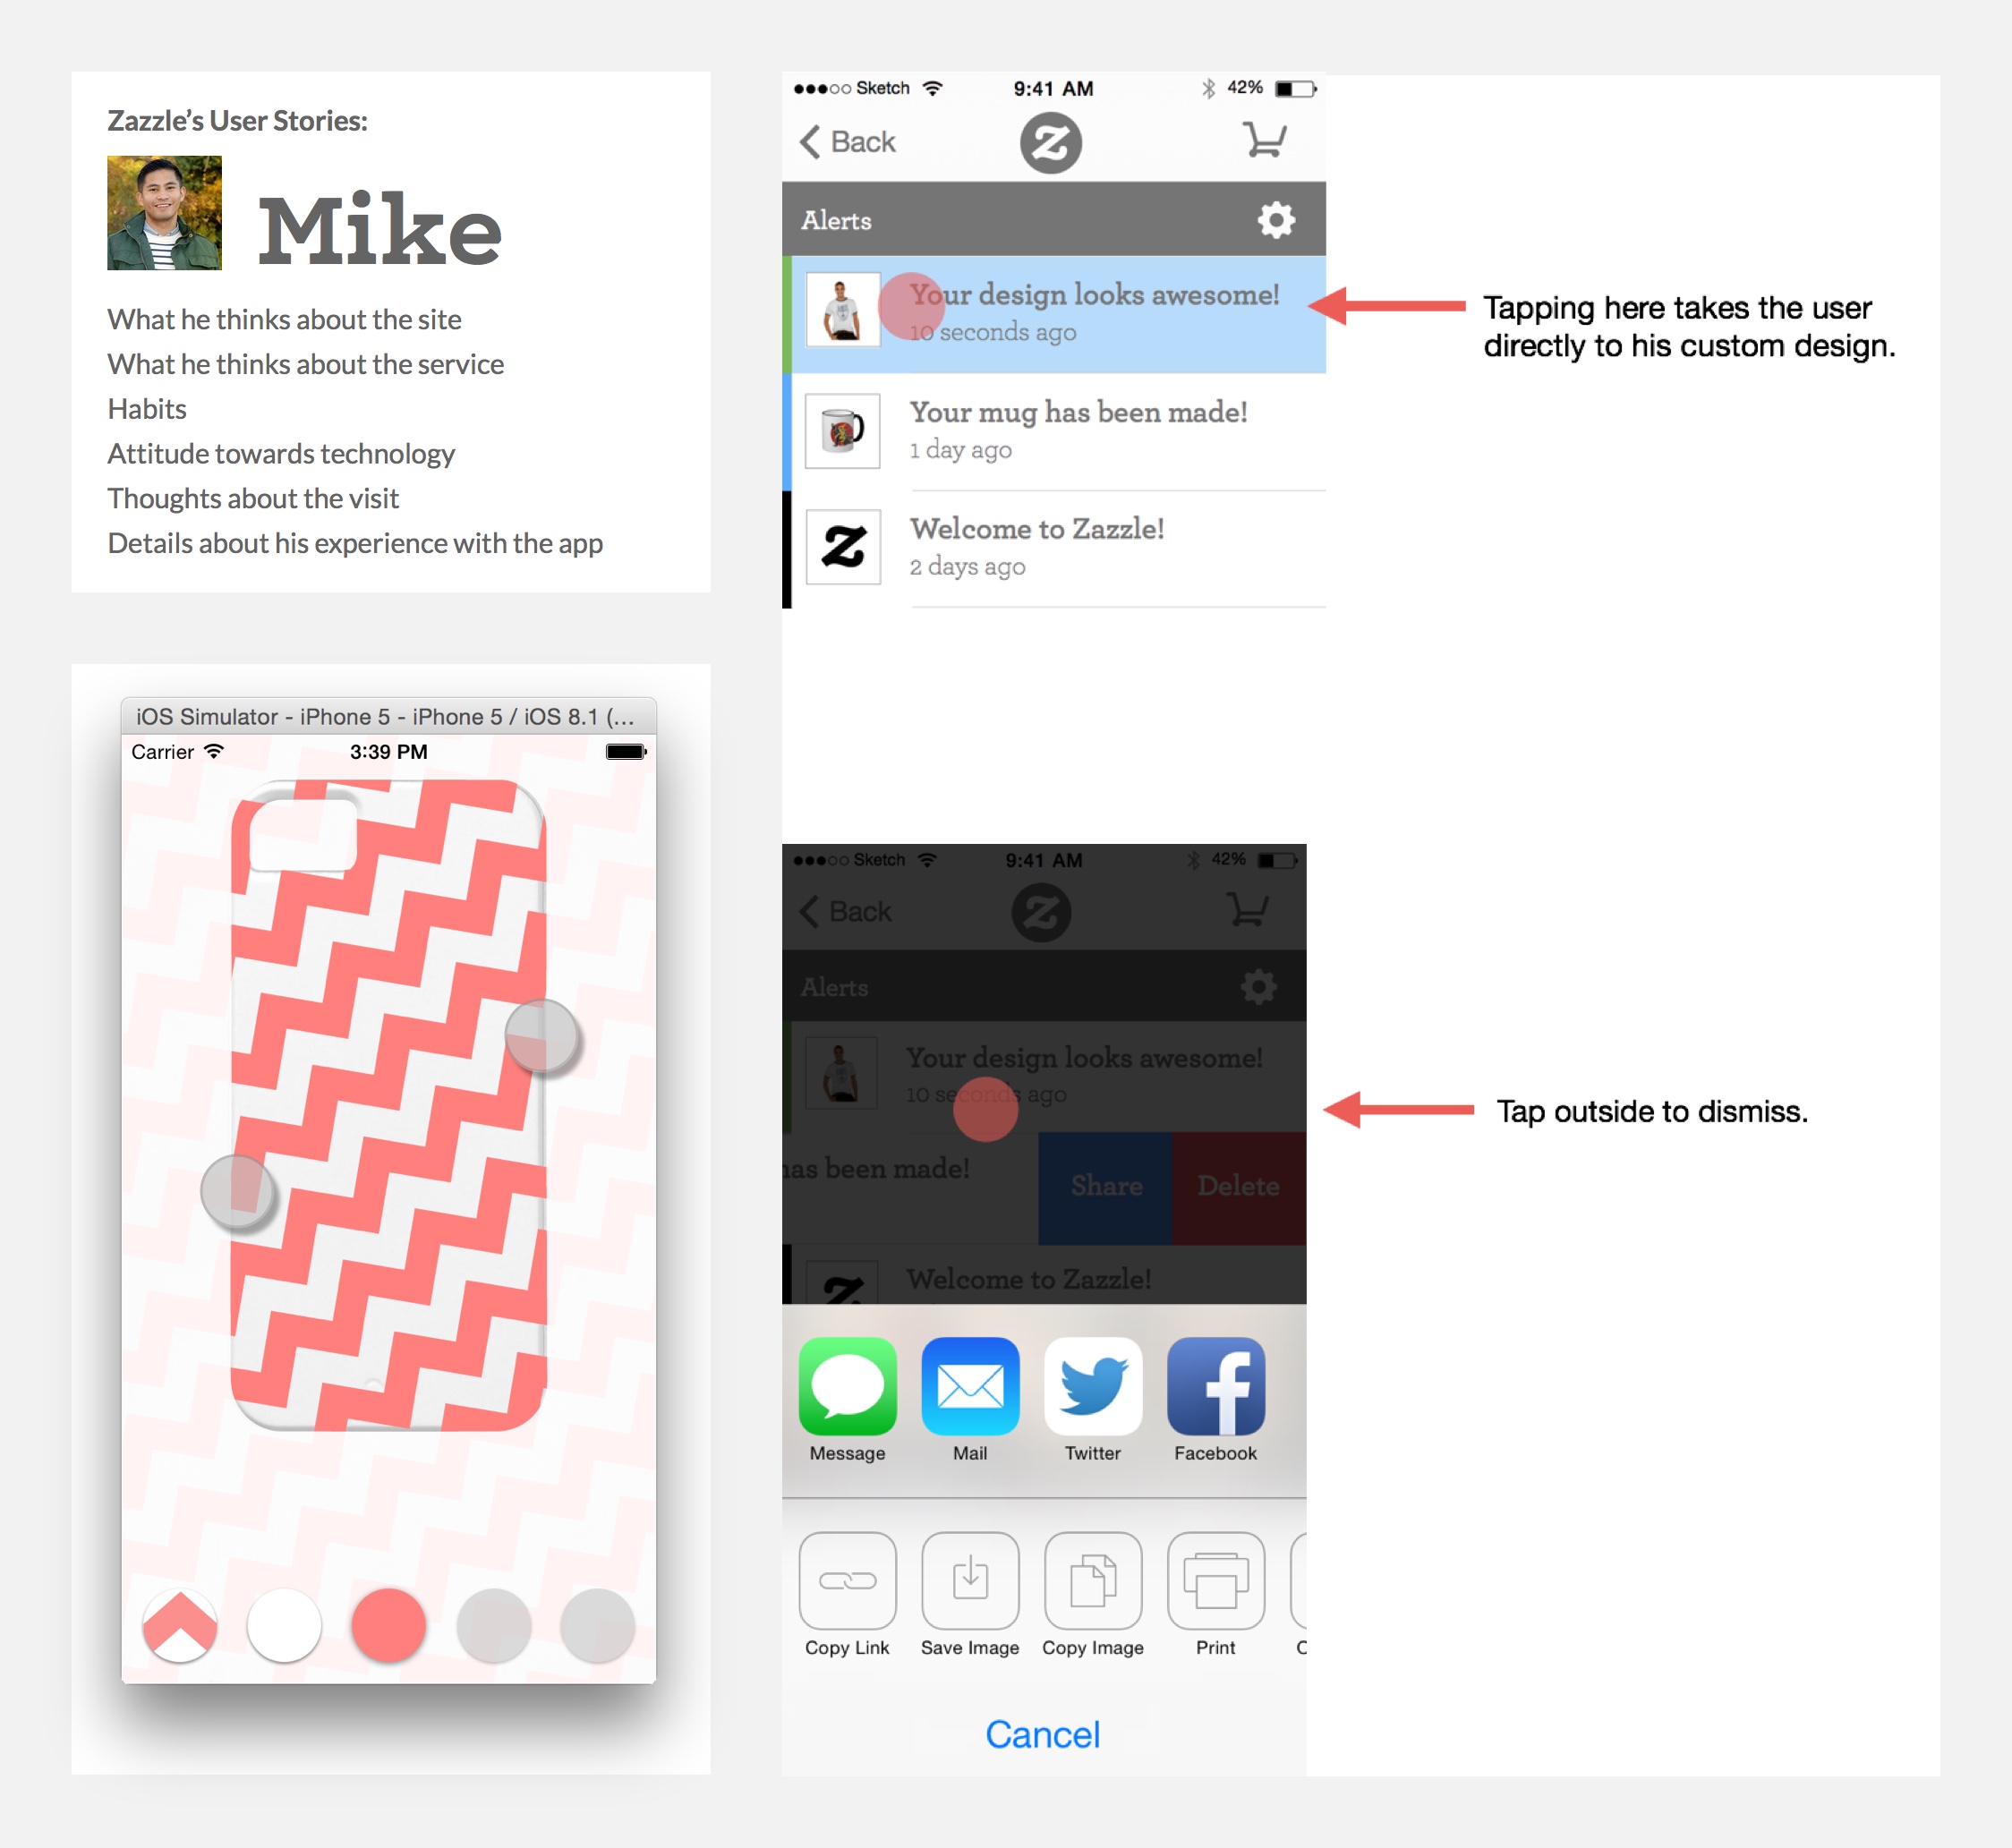 Zazzle’s User Stories:
Mike
What he thinks about the site
What he thinks about the service
Habits
Attitude towards technology
Thoughts about the visit
Details about his experience with the app
iOS Simulator - iPhone 5 - iPhone 5 / iOS 8.1 (...
Carrier 3:39 PM
Sketch 9:41 AM 42%
Back Z
Alerts
Your design looks awesome!
10 seconds ago
Your mug has been made!
1 day ago
Z
Welcome to Zazzle!
2 days ago
Tapping here takes the user
directly to his custom design.
Sketch 9:41 AM 42%
Back Z
Alerts
Your design looks awesome!
10 seconds ago
has been made!
Share Delete
Z
Welcome to Zazzle!
Tap outside to dismiss.
f
Message Mail Twitter Facebook
Copy Link Save Image Copy Image Print C
Cancel